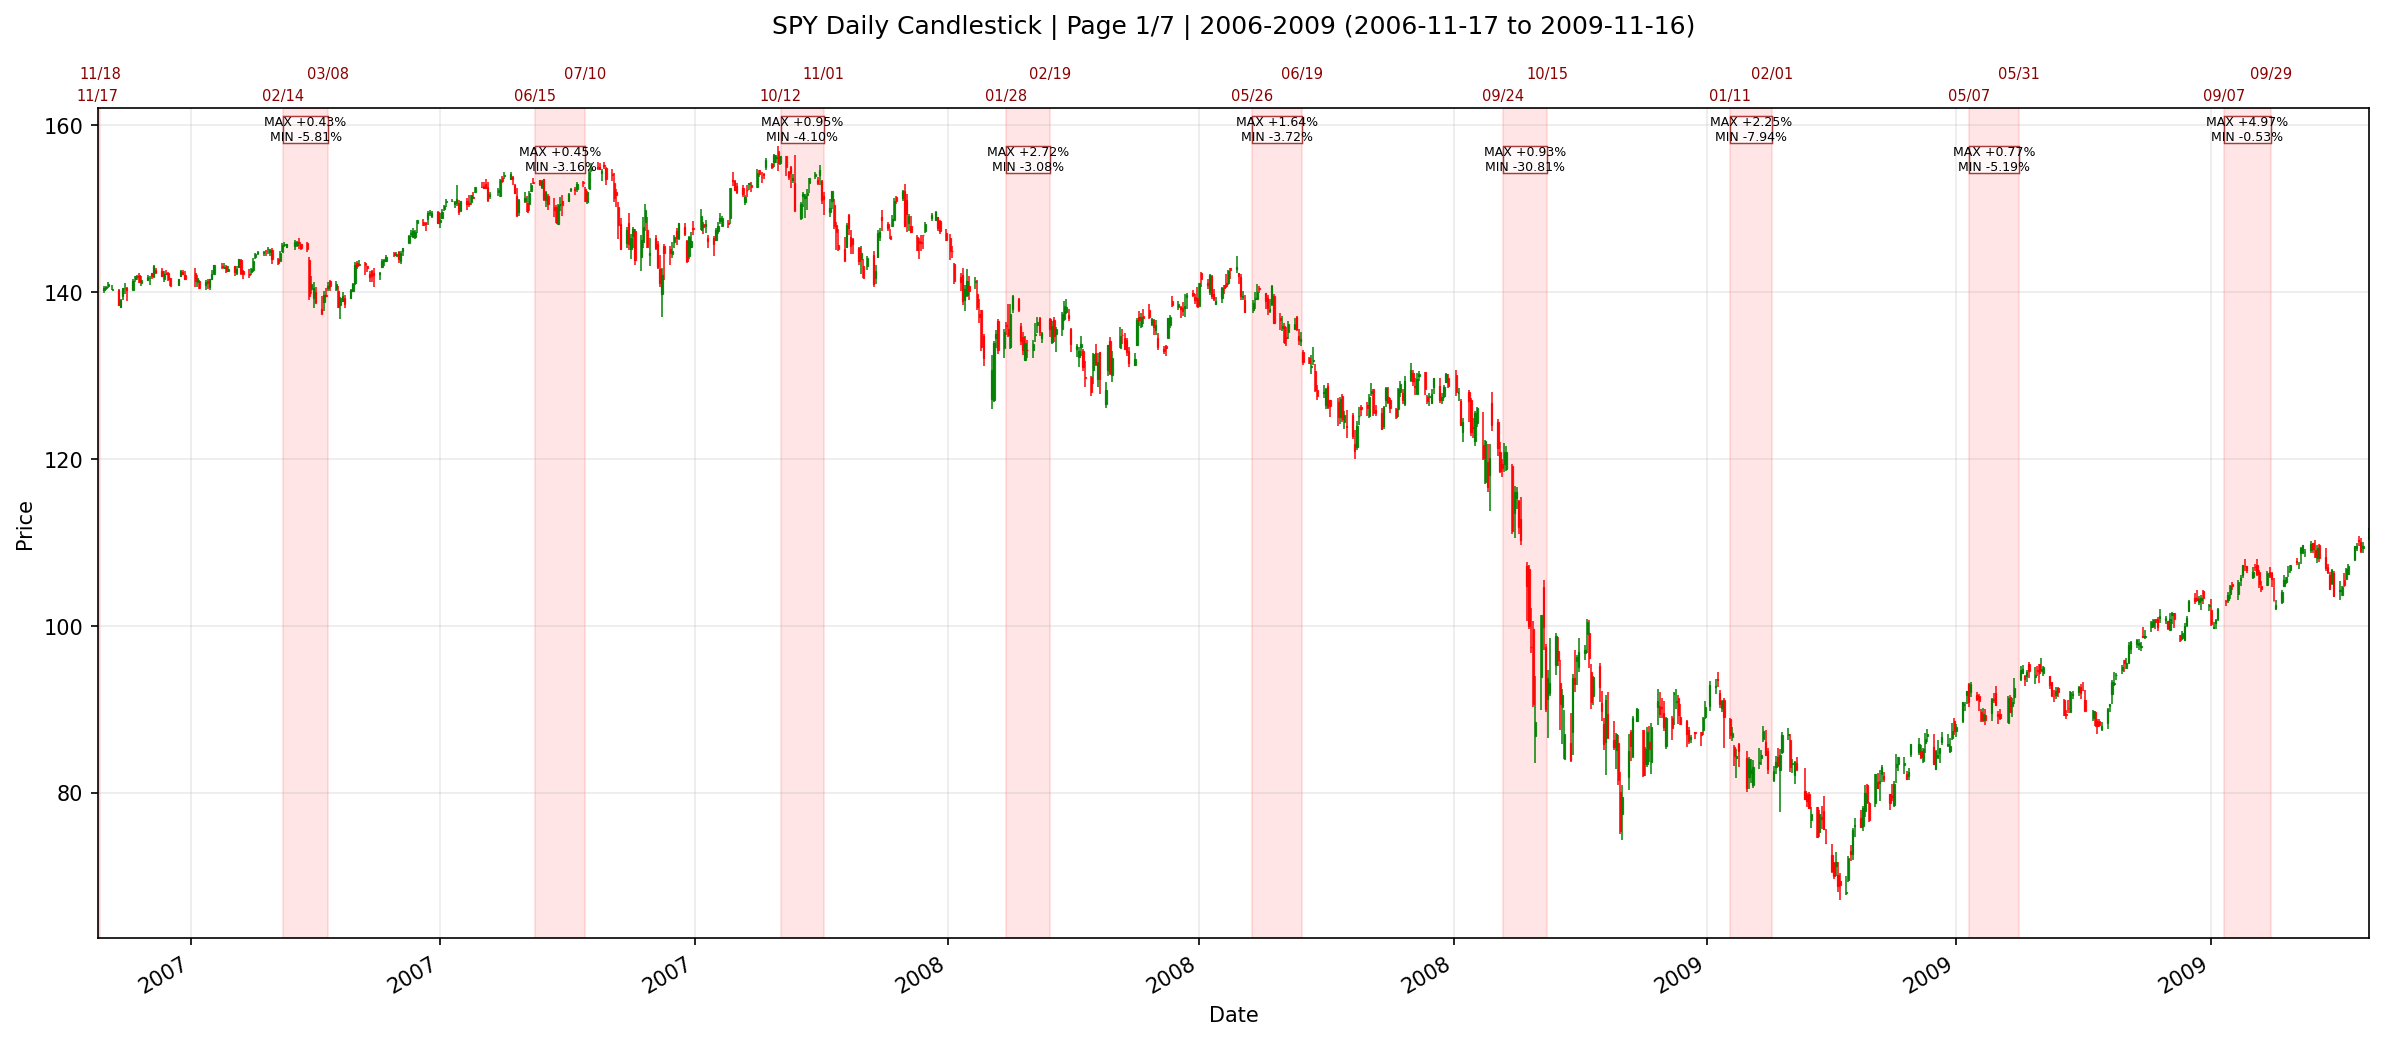 SPY Daily Candlestick | Page 1/7 | 2006-2009 (2006-11-17 to 2009-11-16)
11/18 03/08 07/10 11/01 02/19 06/19 10/15 02/01 05/31 09/29
11/17 02/14 06/15 10/12 01/28 05/26 09/24 01/11 05/07 09/07
MAX +0.43%
MIN -5.81%
MAX +0.45%
MIN -3.16%
MAX +0.95%
MIN -4.10%
MAX +2.72%
MIN -3.08%
MAX +1.64%
MIN -3.72%
MAX +0.93%
MIN -30.81%
MAX +2.25%
MIN -7.94%
MAX +0.77%
MIN -5.19%
MAX +4.97%
MIN -0.53%
160
140
120
100
80
Price
2007 2007 2007 2008 2008 2008 2009 2009 2009
Date